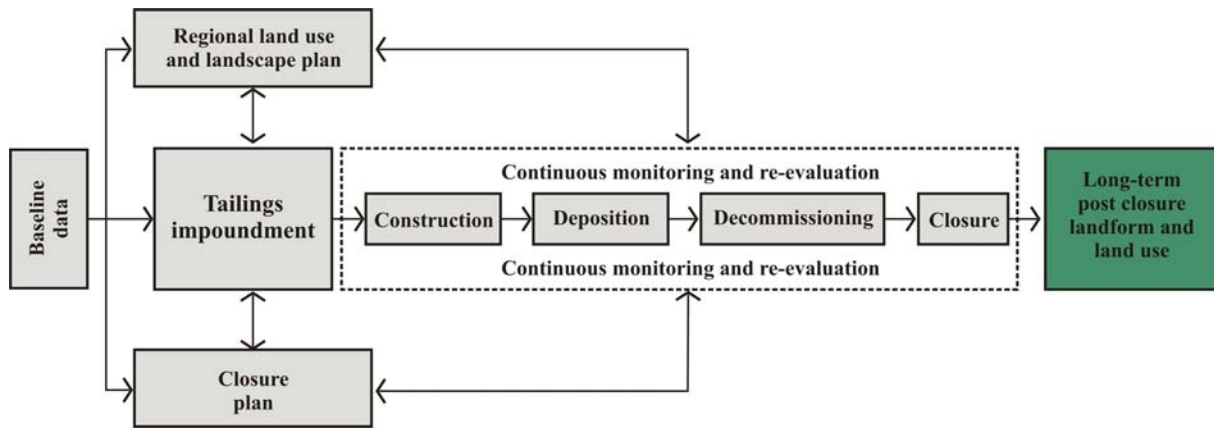 Regional land use
and landscape plan
Baseline
data
Tailings
impoundment
Continuous monitoring and re-evaluation
Construction
Deposition
Decommissioning
Closure
Continuous monitoring and re-evaluation
Long-term
post closure
landform and
land use
Closure
plan